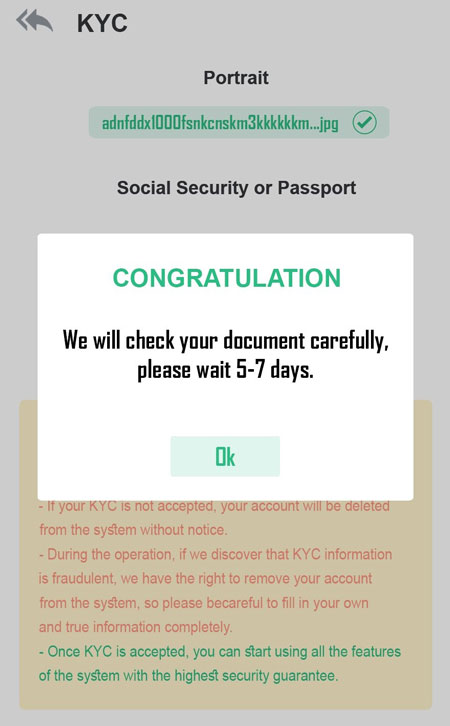 KYC
Portrait
adnfddx1000fsnkcnskm3kkkkkkm...jpg
Social Security or Passport
CONGRATULATION
We will check your document carefully,
please wait 5-7 days.
Ok
- If your KYC is not accepted, your account will be deleted
from the system without notice.
- During the operation, if we discover that KYC information
is fraudulent, we have the right to remove your account
from the system, so please becareful to fill in your own
and true information completely.
- Once KYC is accepted, you can start using all the features
of the system with the highest security guarantee.